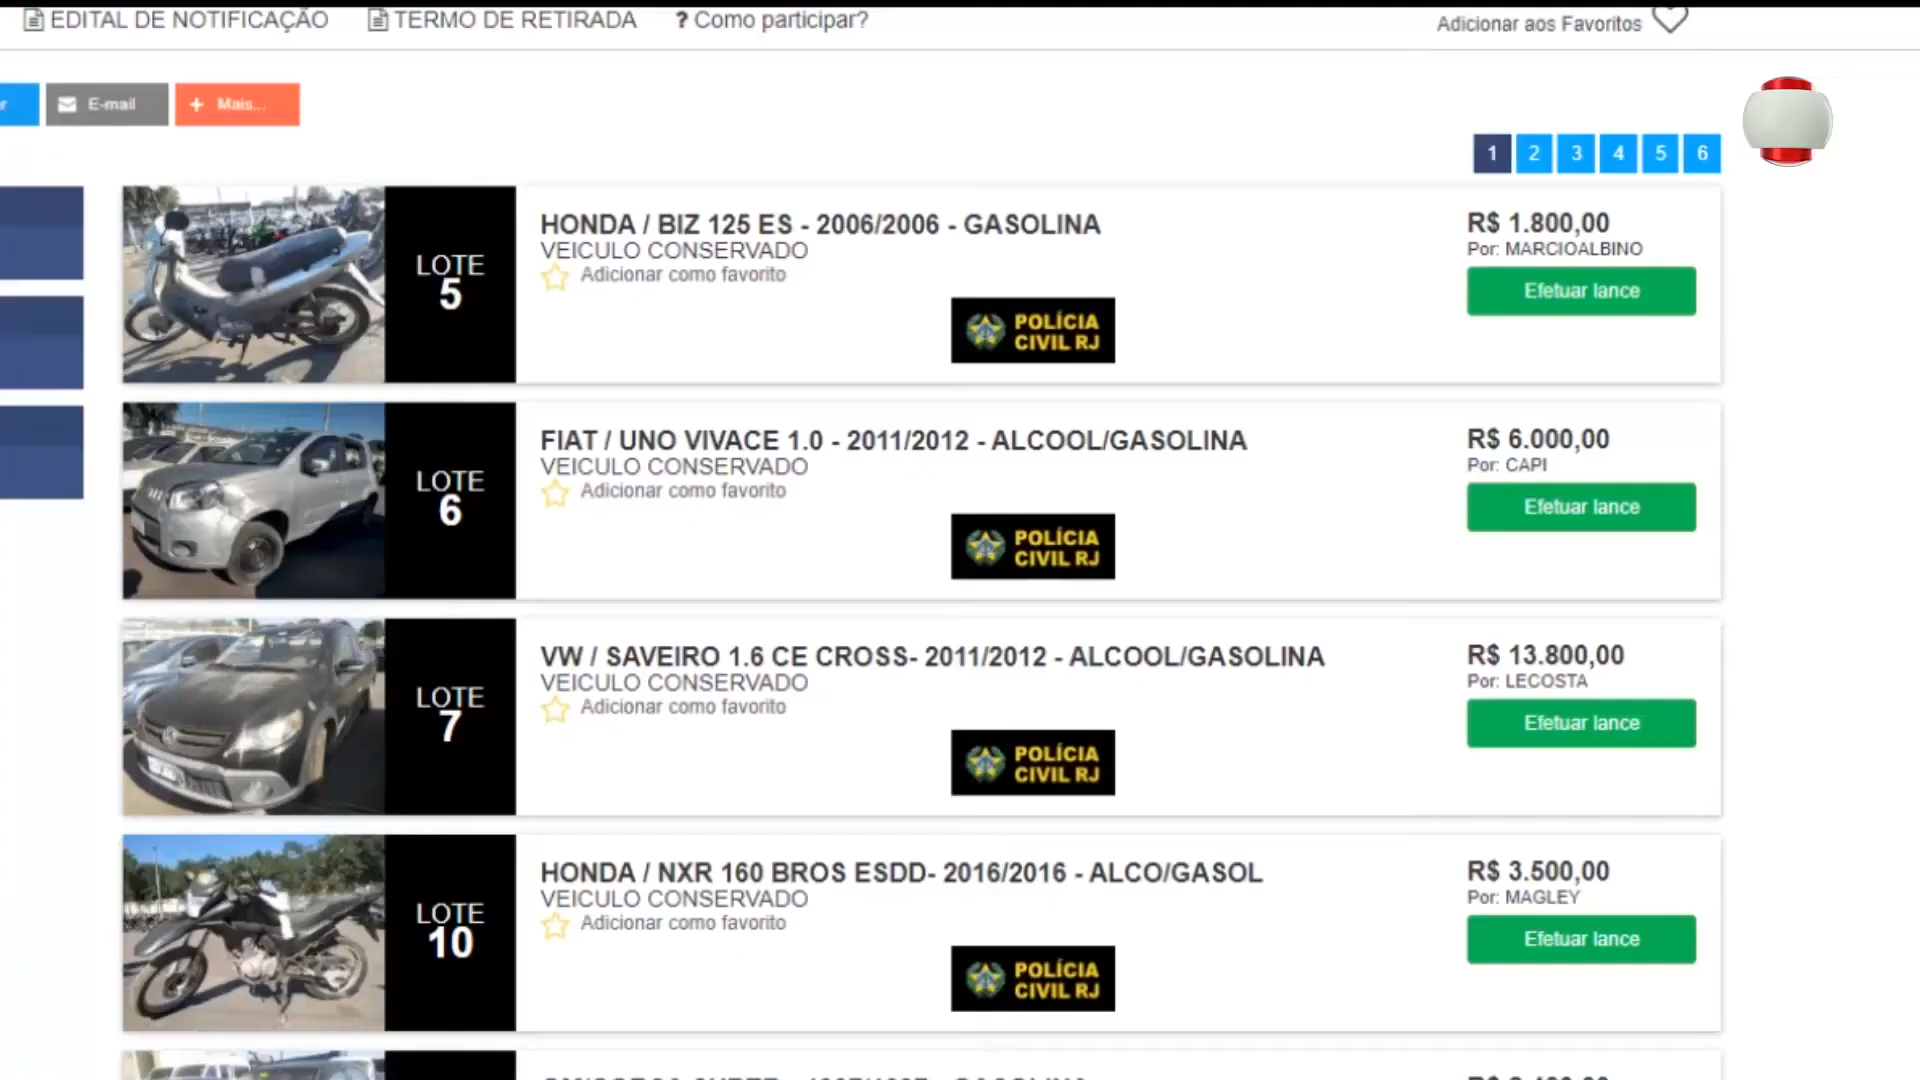 EDITAL DE NOTIFICAÇÃO TERMO DE RETIRADA ? Como participar? Adicionar aos Favoritos
E-mail + Mais...
1 2 3 4 5 6
LOTE
5
HONDA / BIZ 125 ES - 2006/2006 - GASOLINA
VEICULO CONSERVADO
Adicionar como favorito
POLÍCIA
CIVIL RJ
R$ 1.800,00
Por: MARCIOALBINO
Efetuar lance
LOTE
6
FIAT / UNO VIVACE 1.0 - 2011/2012 - ALCOOL/GASOLINA
VEICULO CONSERVADO
Adicionar como favorito
POLÍCIA
CIVIL RJ
R$ 6.000,00
Por: CAPI
Efetuar lance
LOTE
7
VW / SAVEIRO 1.6 CE CROSS- 2011/2012 - ALCOOL/GASOLINA
VEICULO CONSERVADO
Adicionar como favorito
POLÍCIA
CIVIL RJ
R$ 13.800,00
Por: LECOSTA
Efetuar lance
LOTE
10
HONDA / NXR 160 BROS ESDD- 2016/2016 - ALCO/GASOL
VEICULO CONSERVADO
Adicionar como favorito
POLÍCIA
CIVIL RJ
R$ 3.500,00
Por: MAGLEY
Efetuar lance